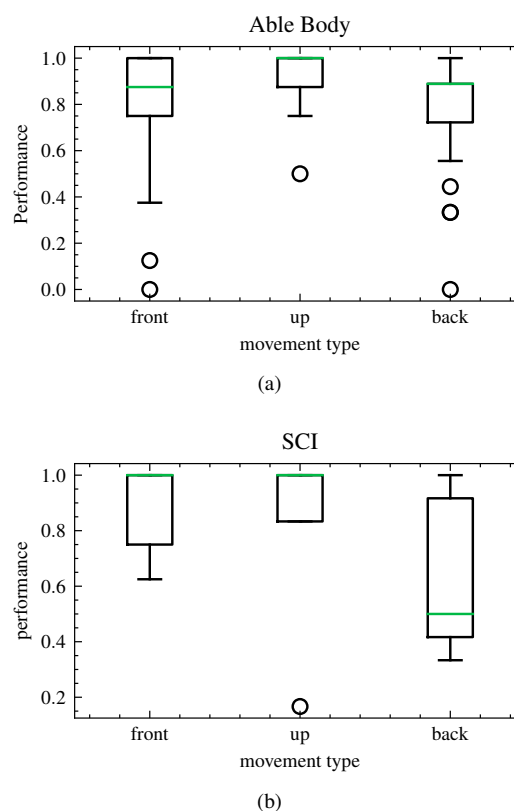 Able Body
1.0
0.8
0.6
0.4
0.2
0.0
Performance
front up back
movement type
(a)
SCI
1.0
0.8
0.6
0.4
0.2
performance
front up back
movement type
(b)